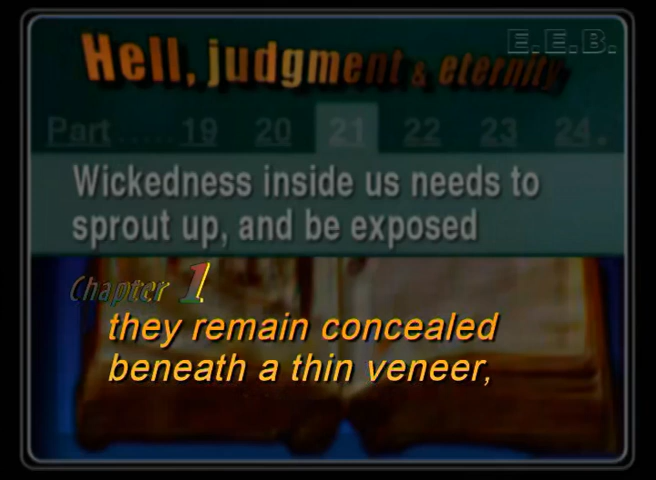 E.E.B.
Hell, judgment & eternity
Part ..... 19 20 21 22 23 24 .
Wickedness inside us needs to
sprout up, and be exposed
Chapter 1
they remain concealed
beneath a thin veneer,